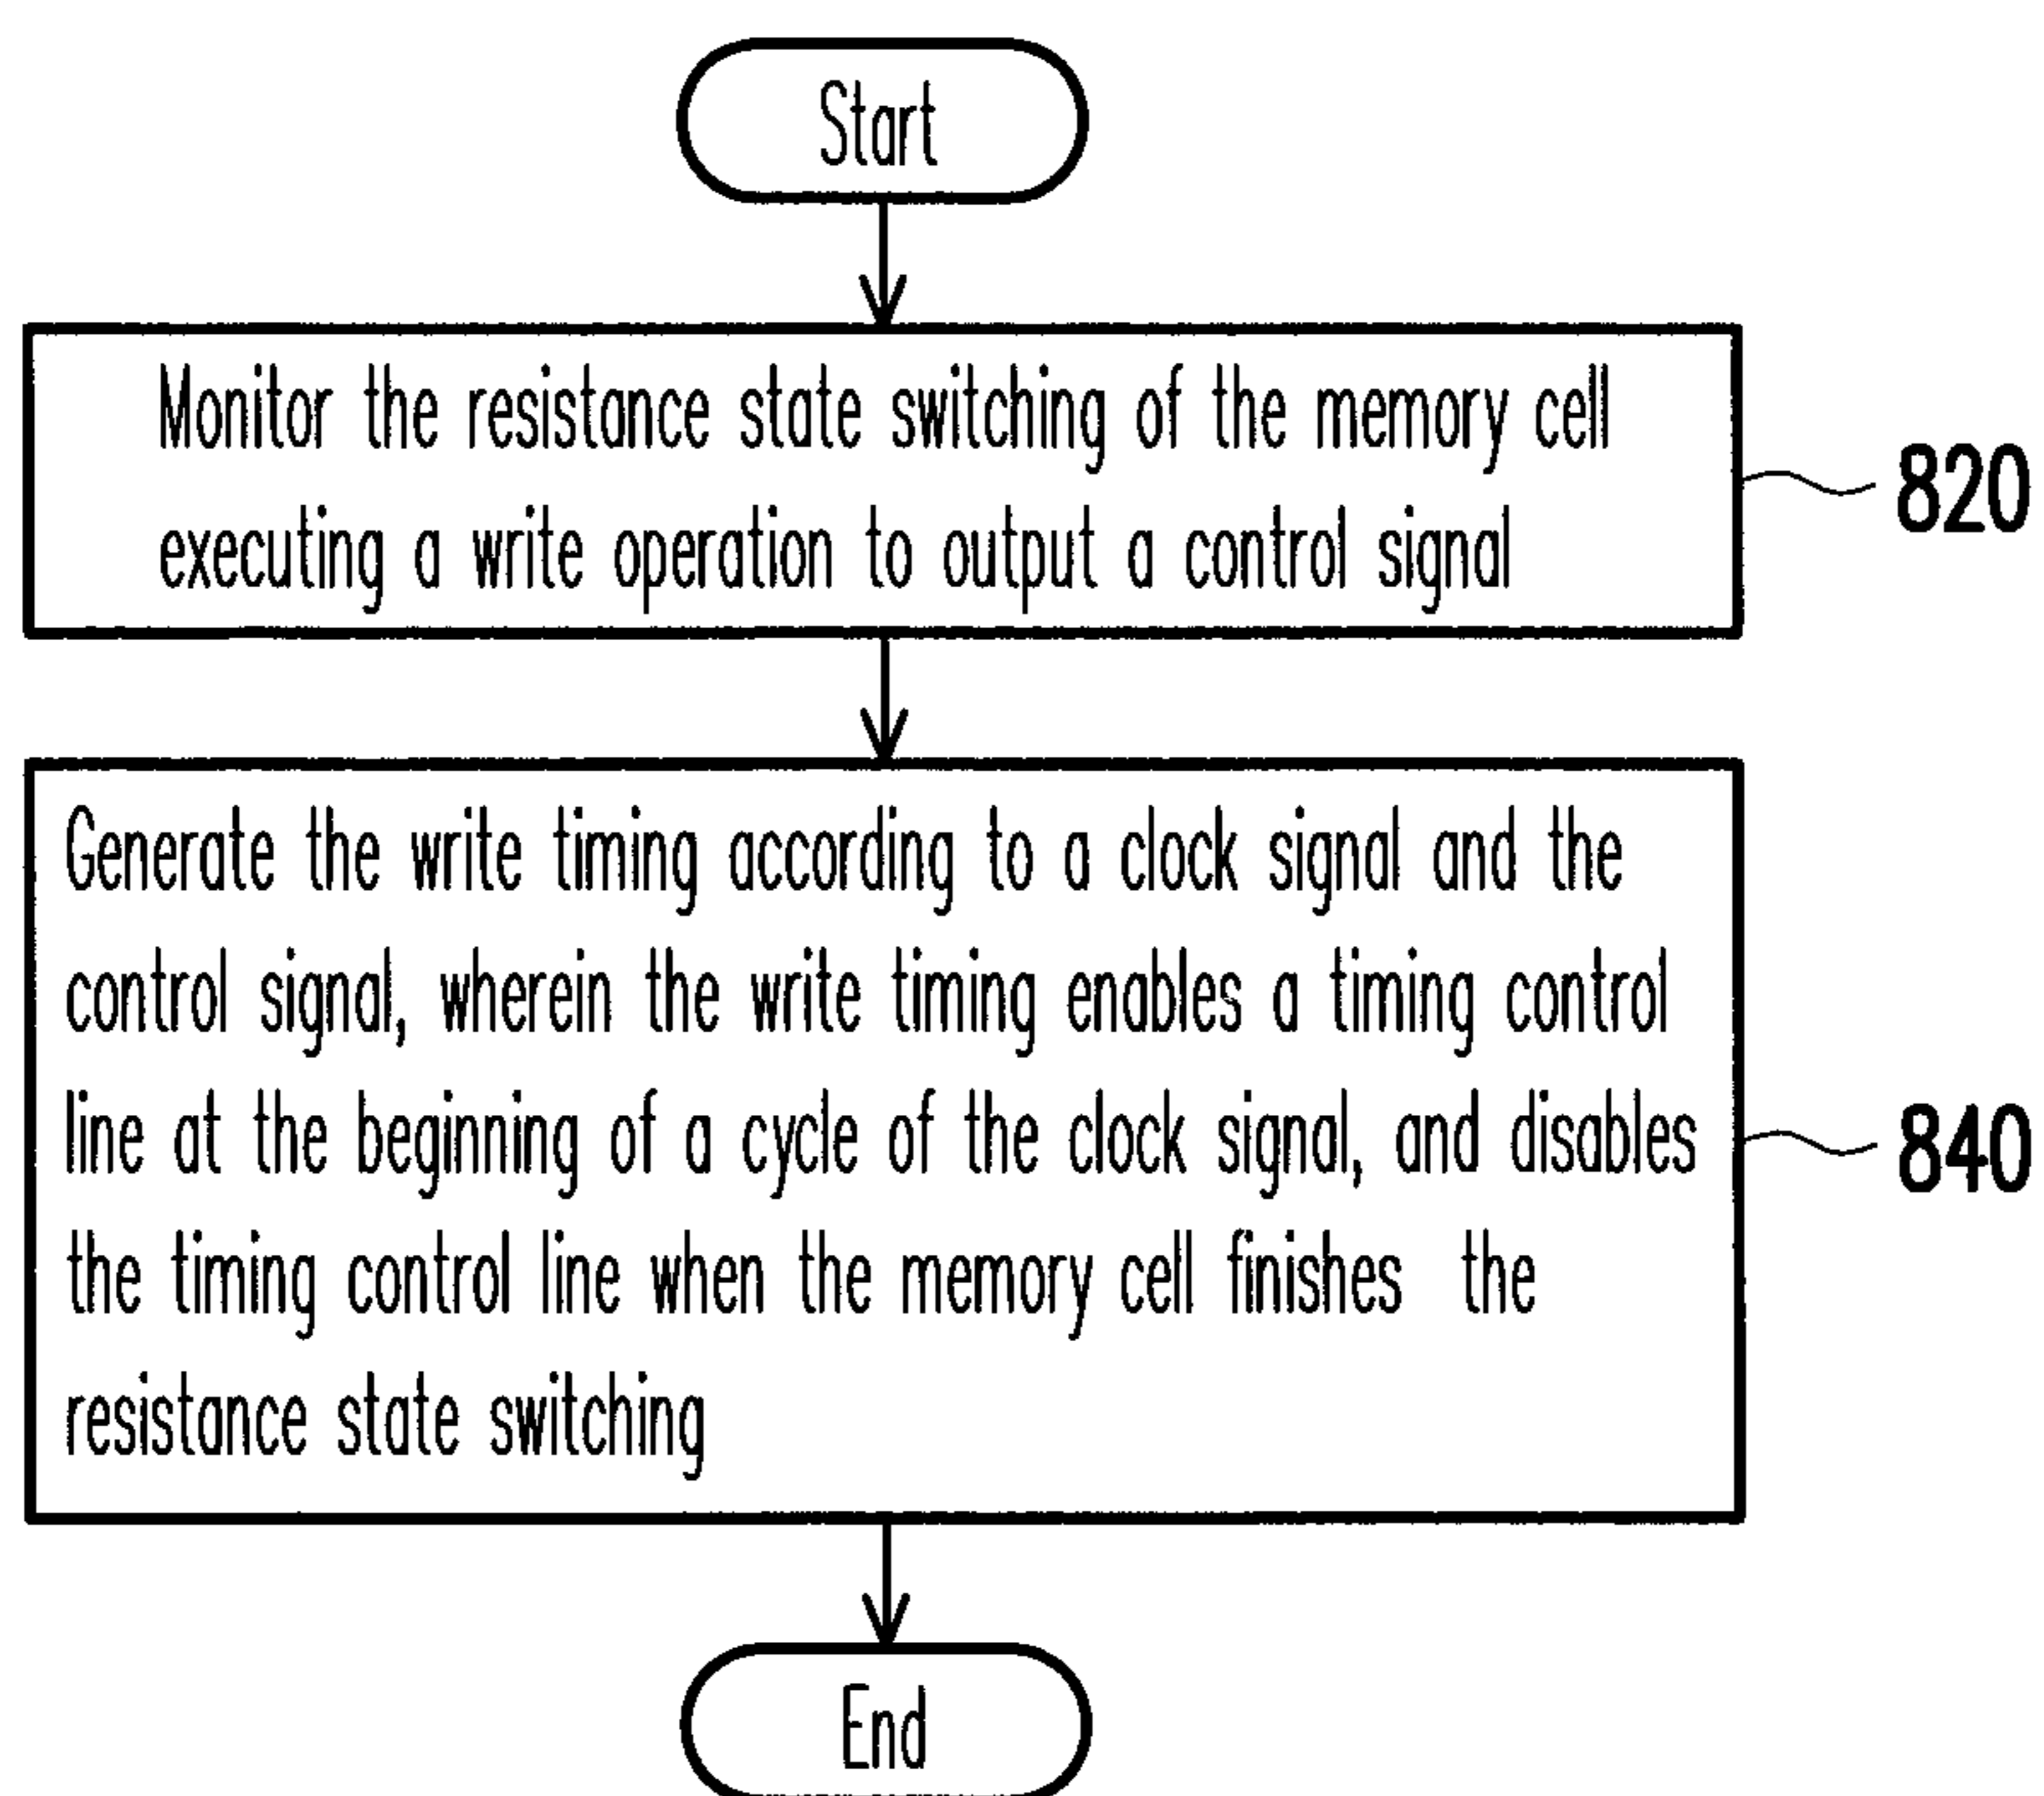 Start
Monitor the resistance state switching of the memory cell
executing a write operation to output a control signal
820
Generate the write timing according to a clock signal and the
control signal, wherein the write timing enables a timing control
line at the beginning of a cycle of the clock signal, and disables
the timing control line when the memory cell finishes the
resistance state switching
840
End